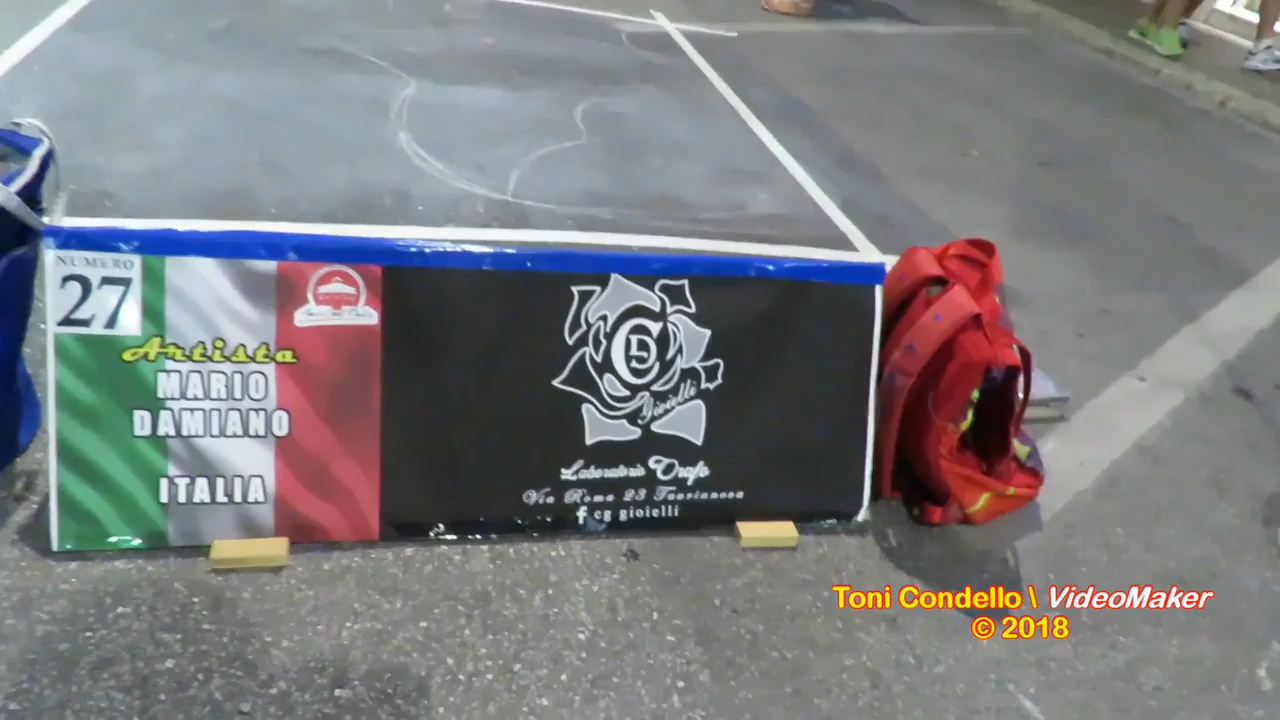 NUMERO
27
Artista
MARIO
DAMIANO
ITALIA
CD
Gioielli
Laboratorio Orafo
Via Roma 23 Taurianova
f cg gioielli
Toni Condello \ VideoMaker
© 2018